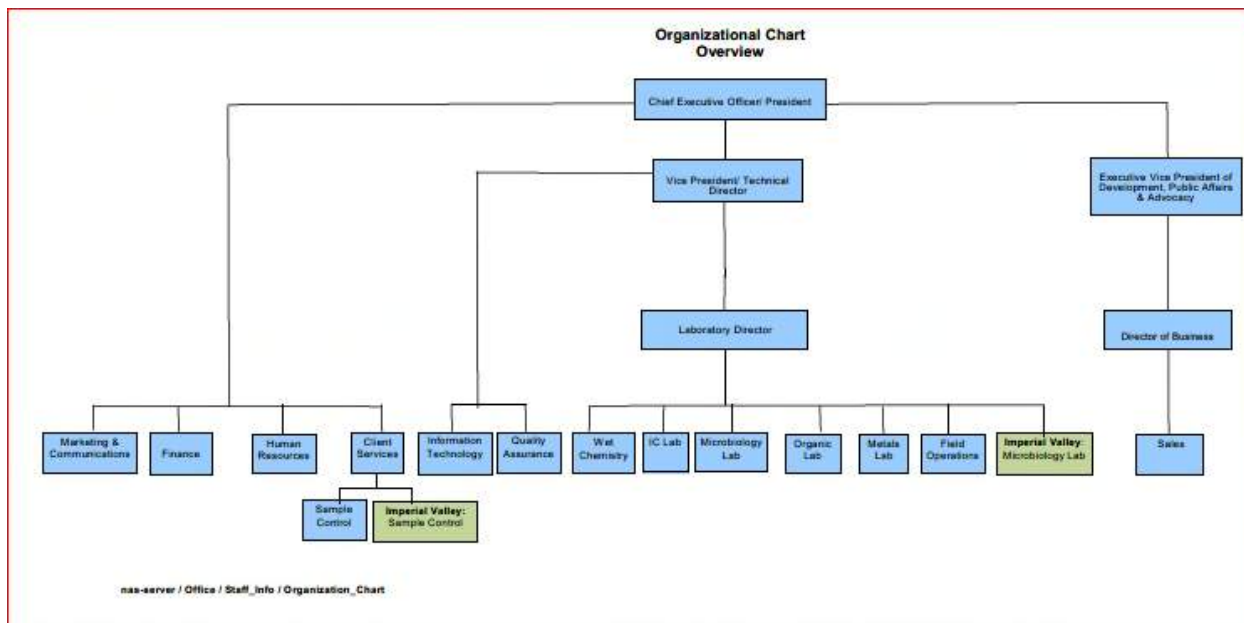 Organizational Chart
Overview
Chief Executive Officer/ President
Vice President/ Technical
Director
Executive Vice President of
Development, Public Affairs
& Advocacy
Laboratory Director
Director of Business
Marketing &
Communications
Finance
Human
Resources
Client
Services
Information
Technology
Quality
Assurance
Wet
Chemistry
IC Lab
Microbiology
Lab
Organic
Lab
Metals
Lab
Field
Operations
Imperial Valley:
Microbiology Lab
Sales
Sample
Control
Imperial Valley:
Sample Control
nas-server / Office / Staff_Info / Organization_Chart